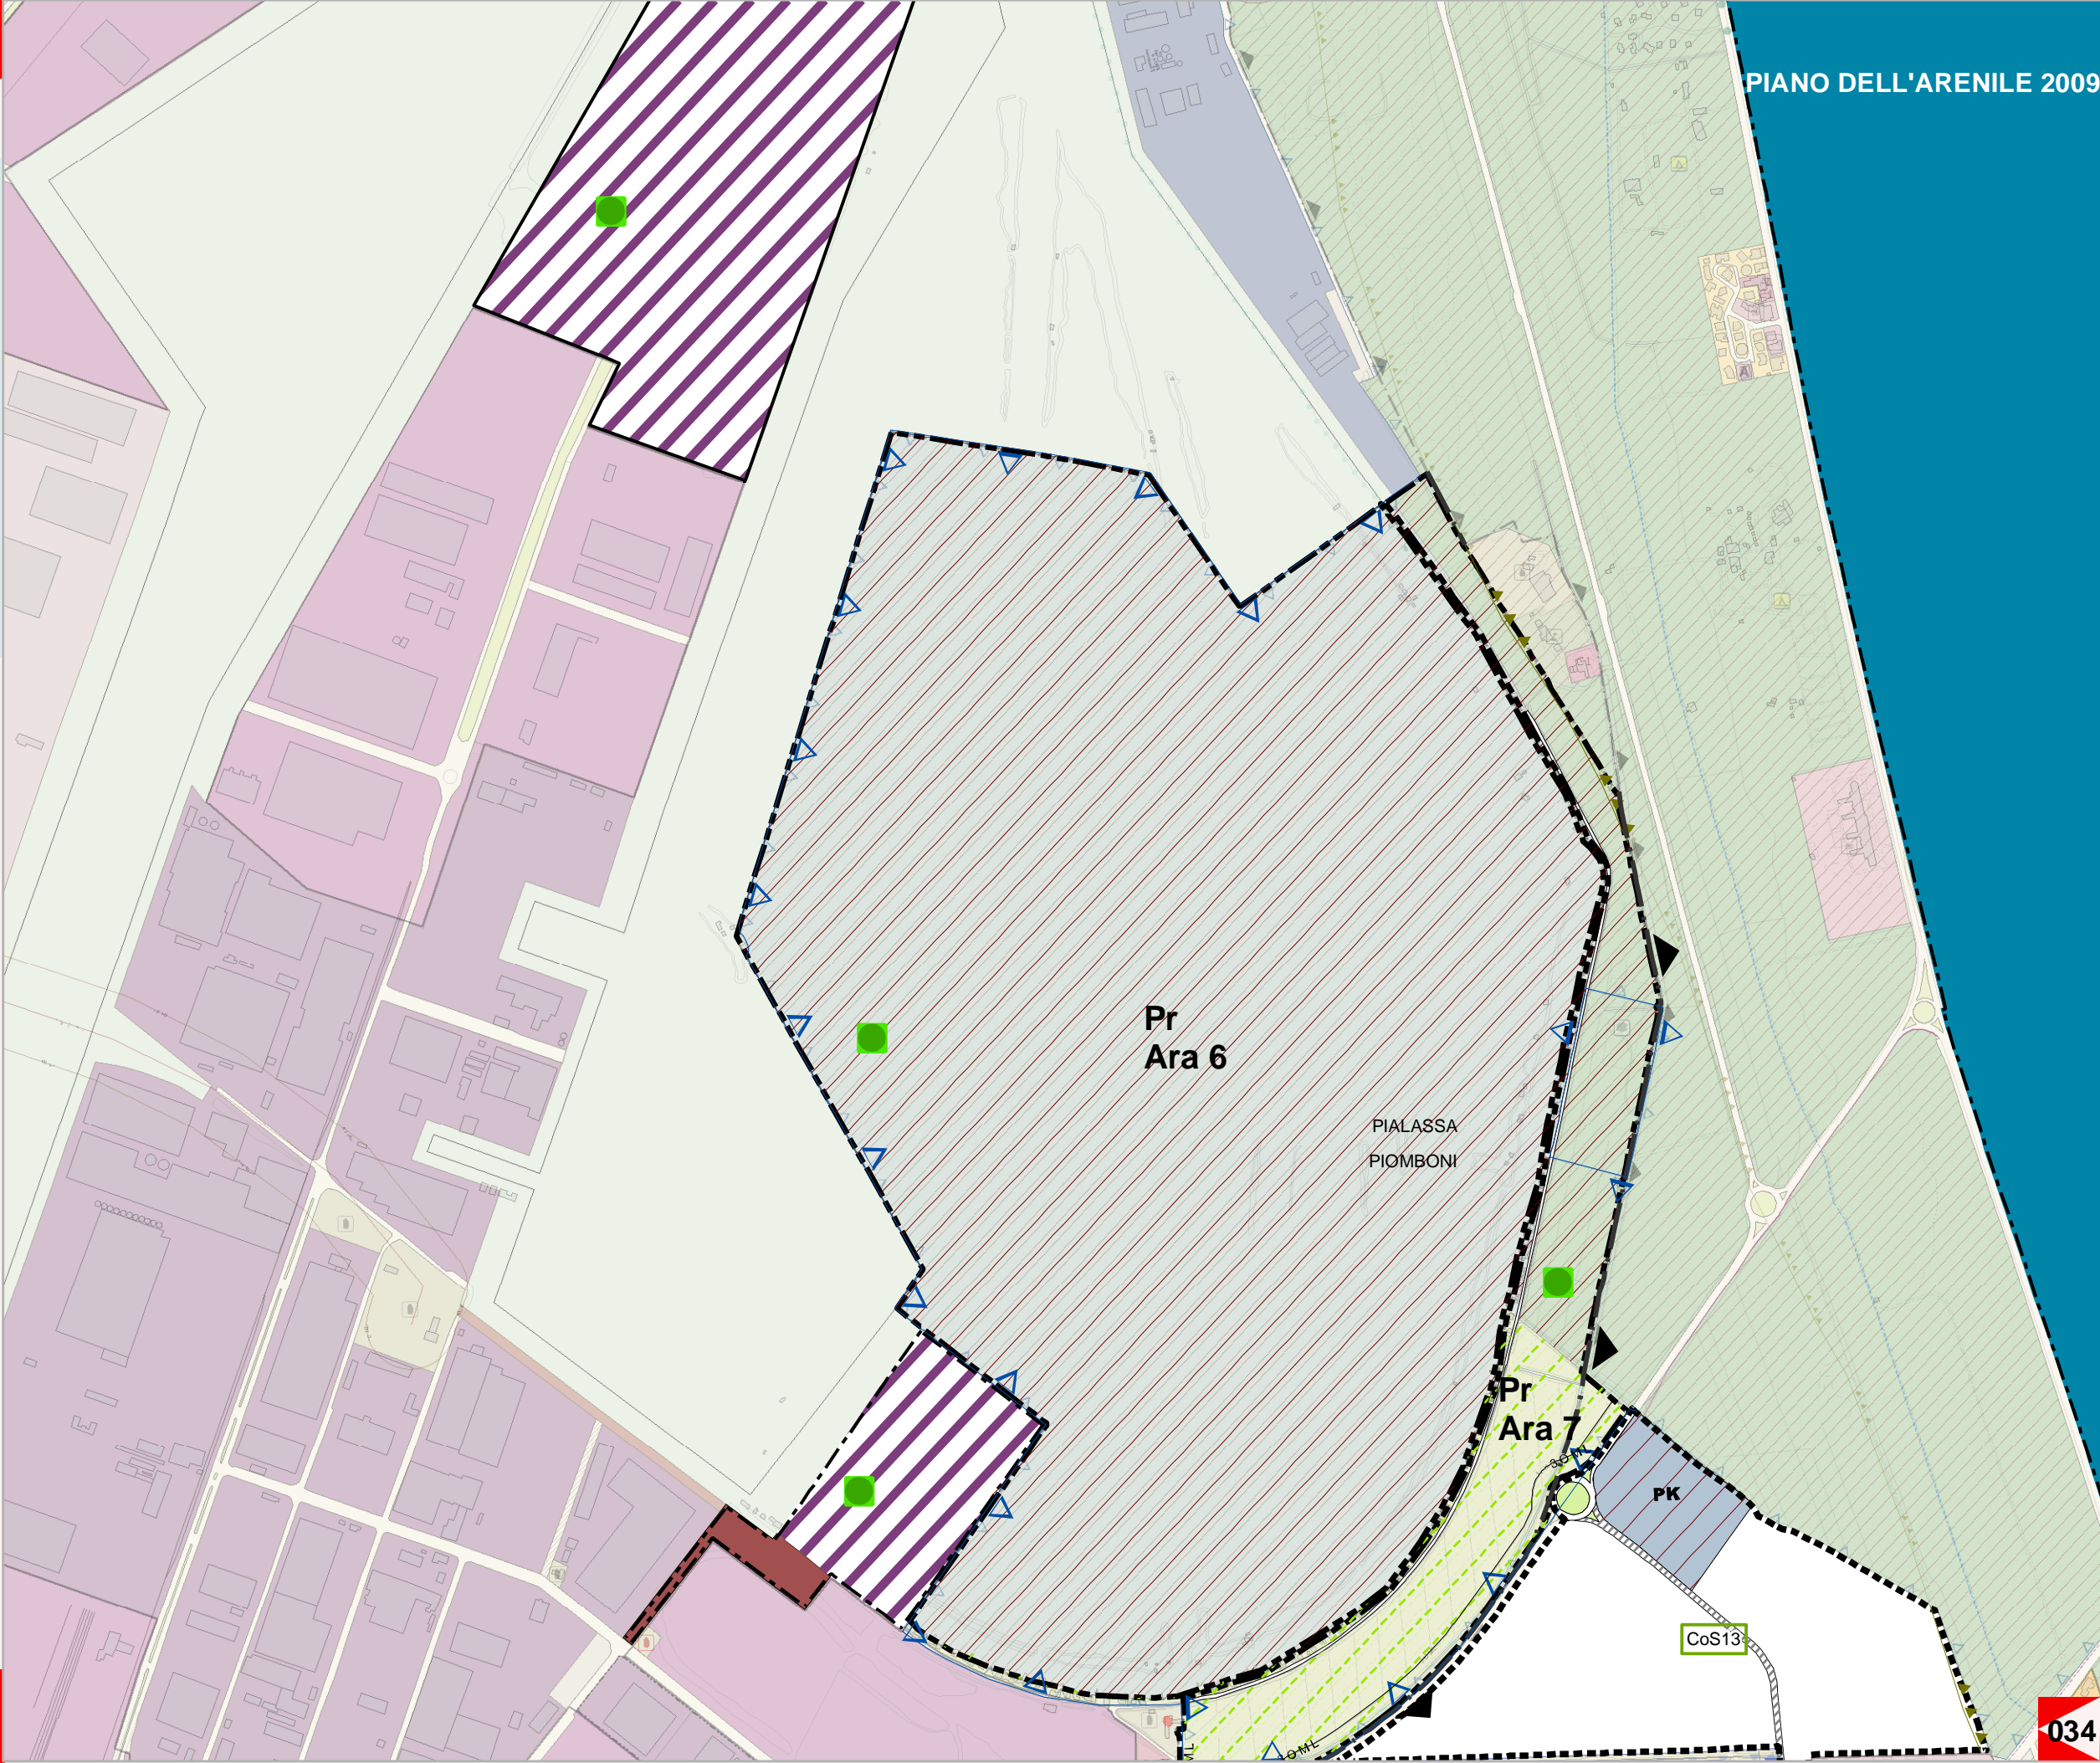 PIANO DELL'ARENILE 2009
Pr
Ara 6
PIALASSA
PIOMBONI
Pr
Ara 7
PK
CoS13
034